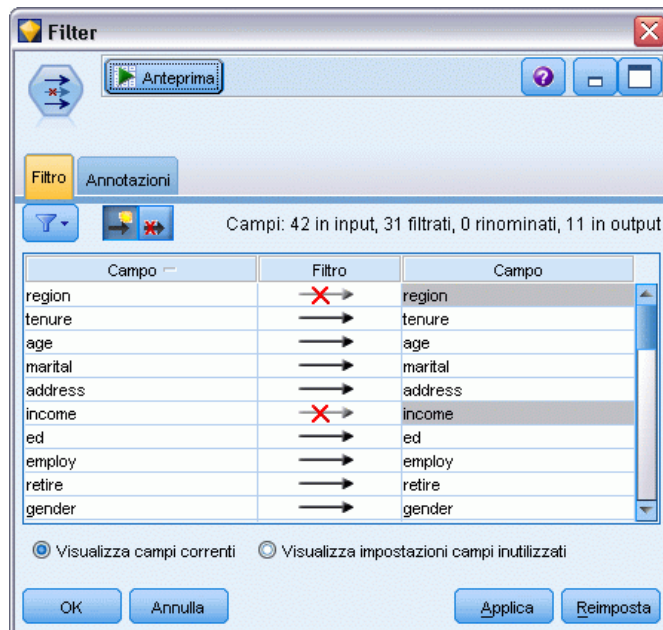 Filter
Anteprima
Filtro Annotazioni
Campi: 42 in input, 31 filtrati, 0 rinominati, 11 in output
Campo Filtro Campo
region region
tenure tenure
age age
marital marital
address address
income income
ed ed
employ employ
retire retire
gender gender
Visualizza campi correnti Visualizza impostazioni campi inutilizzati
OK Annulla Applica Reimposta